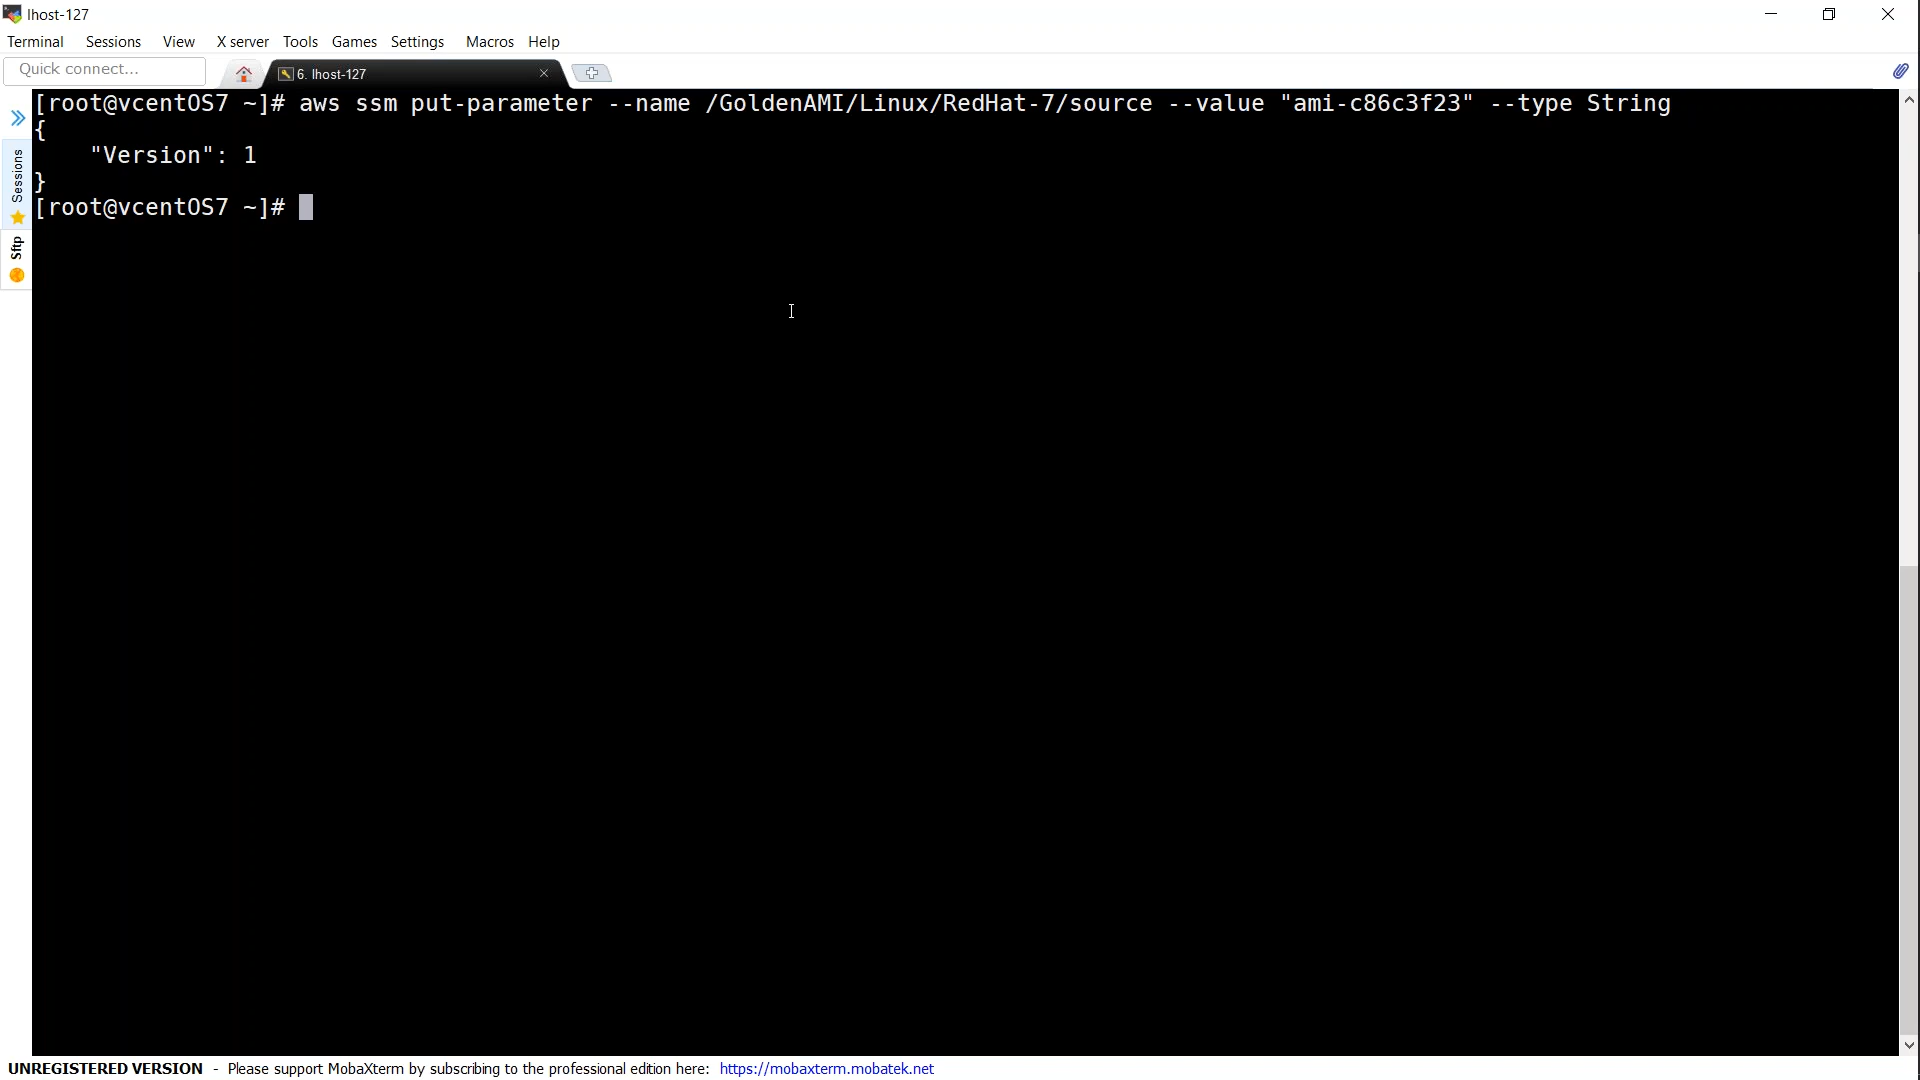 lhost-127
Terminal Sessions View X server Tools Games Settings Macros Help
Quick connect...
6. lhost-127
[root@vcentOS7 ~]# aws ssm put-parameter --name /GoldenAMI/Linux/RedHat-7/source --value "ami-c86c3f23" --type String
{
    "Version": 1
}
[root@vcentOS7 ~]#
Sessions
Sftp
UNREGISTERED VERSION - Please support MobaXterm by subscribing to the professional edition here: https://mobaxterm.mobatek.net